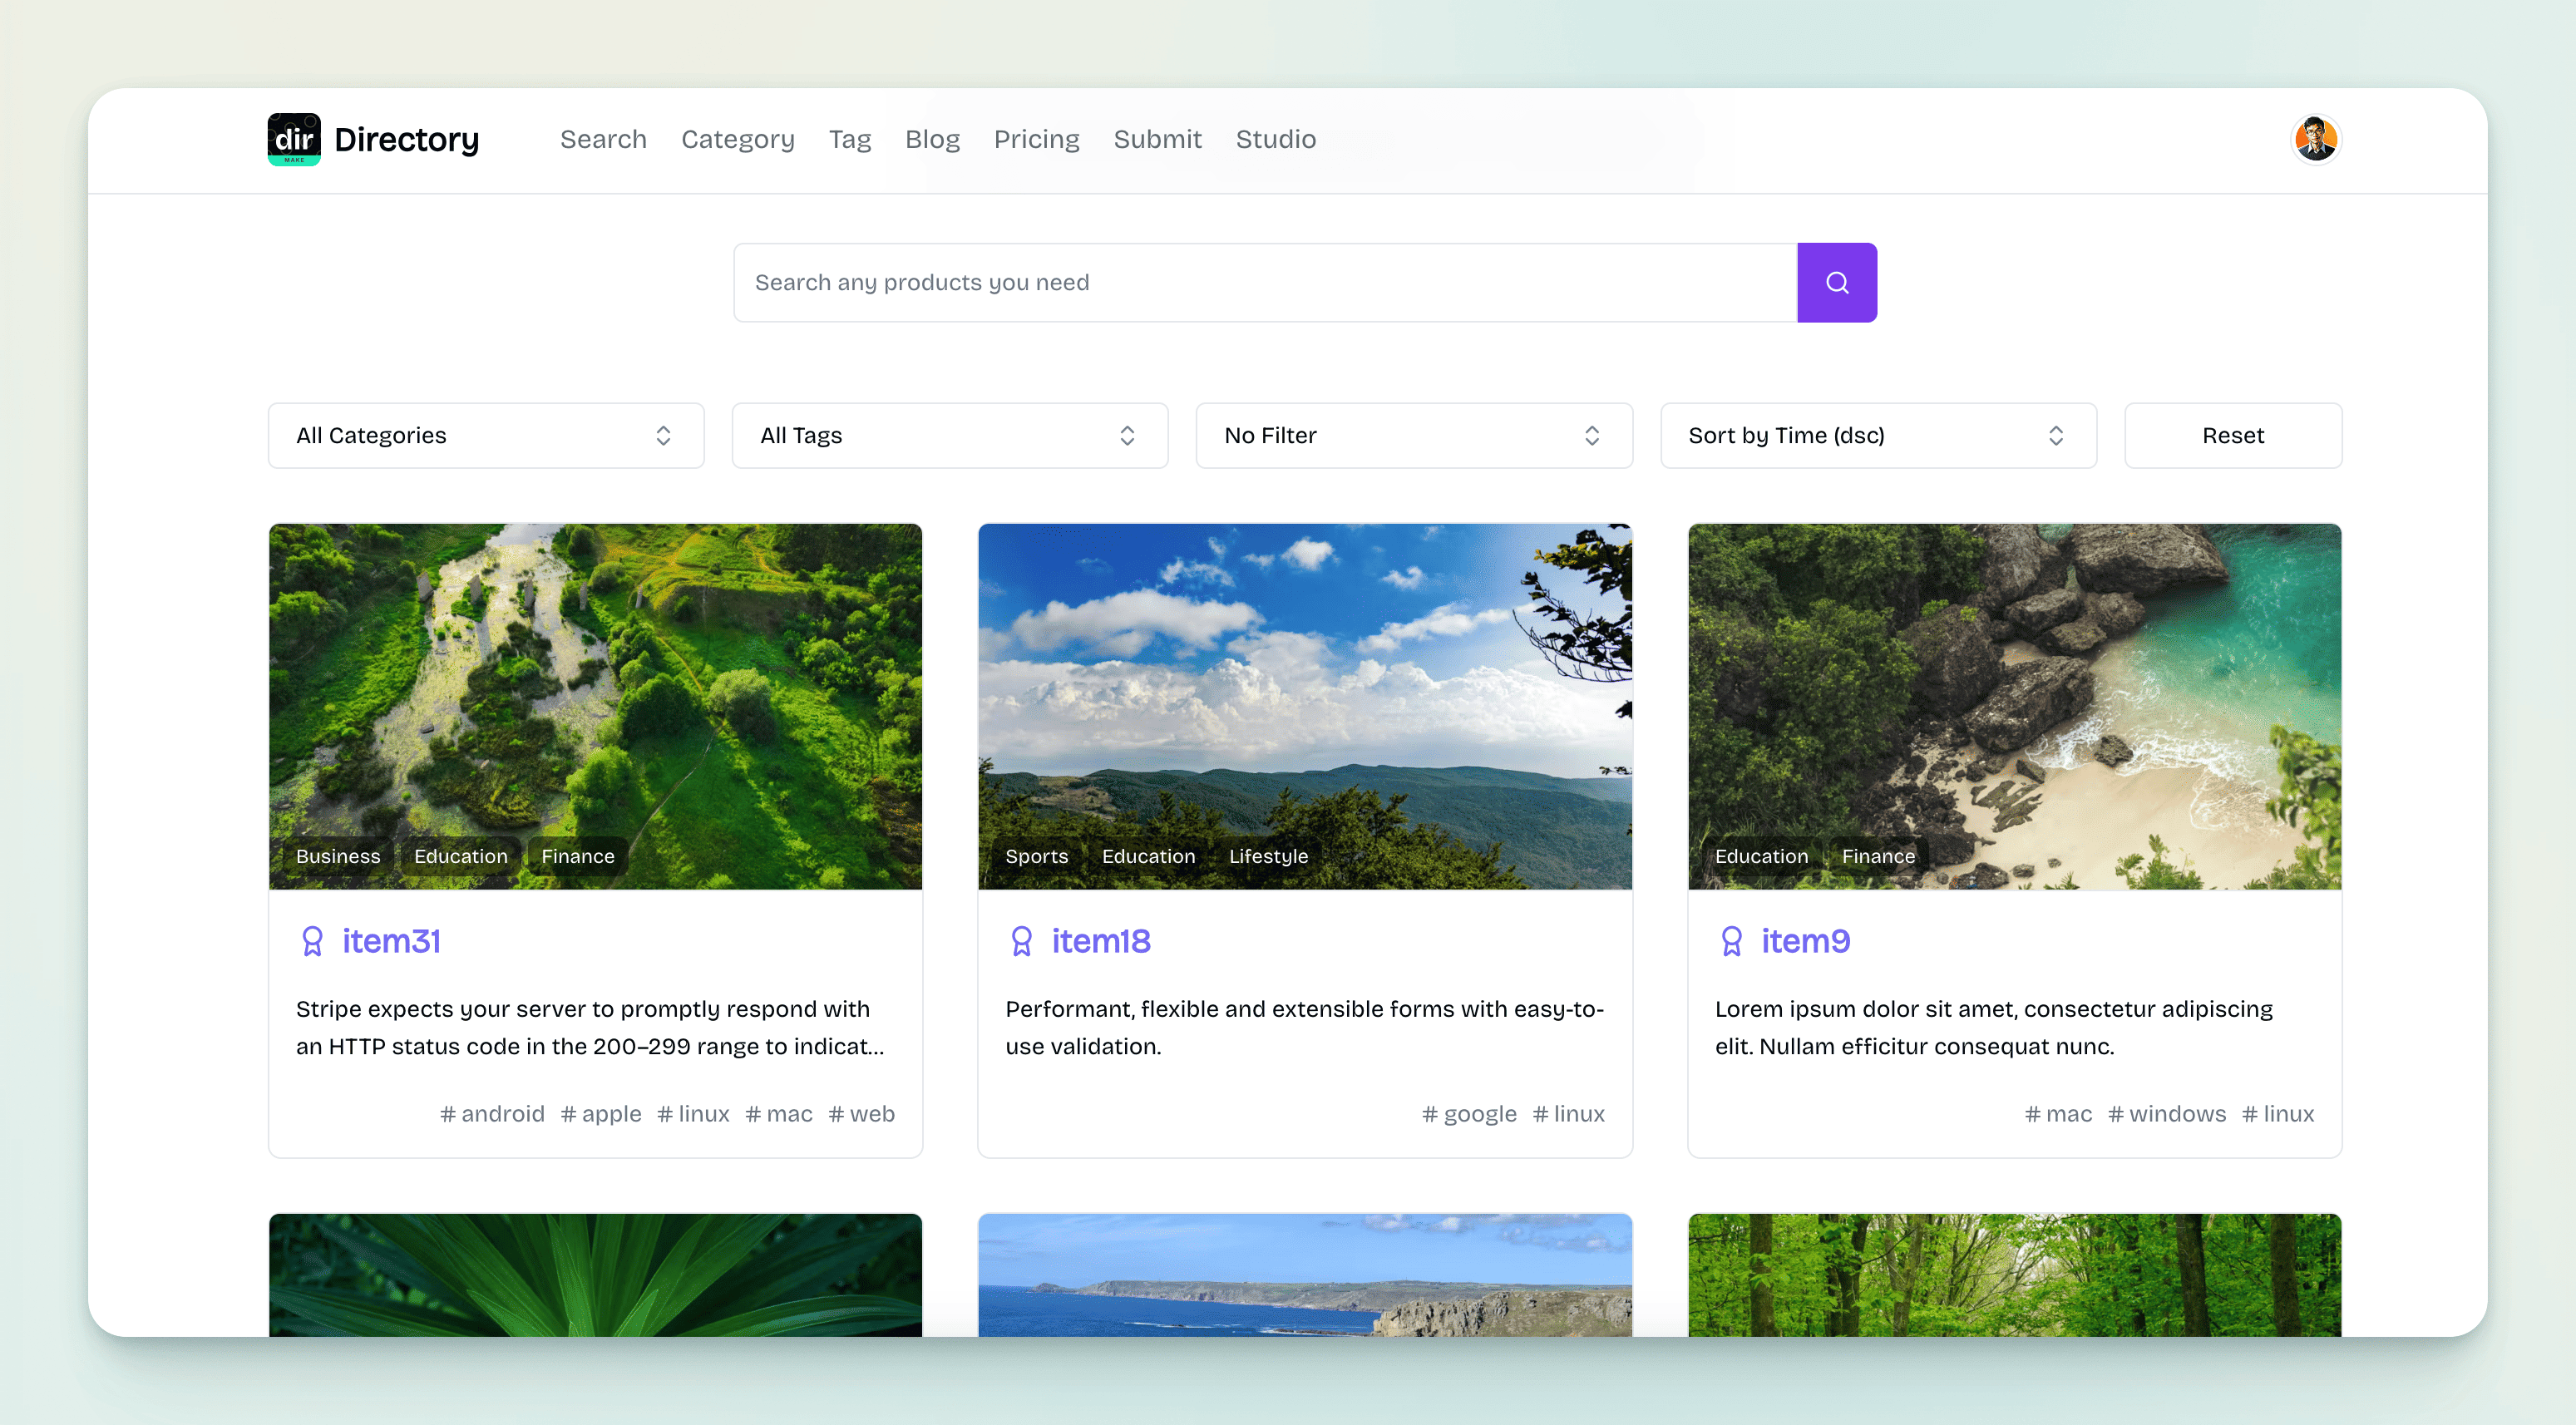 dir
MAKE
Directory
Search Category Tag Blog Pricing Submit Studio
Search any products you need
All Categories
All Tags
No Filter
Sort by Time (dsc)
Reset
Business Education Finance
item31
Stripe expects your server to promptly respond with
an HTTP status code in the 200–299 range to indicat...
# android # apple # linux # mac # web
Sports Education Lifestyle
item18
Performant, flexible and extensible forms with easy-to-
use validation.
# google # linux
Education Finance
item9
Lorem ipsum dolor sit amet, consectetur adipiscing
elit. Nullam efficitur consequat nunc.
# mac # windows # linux